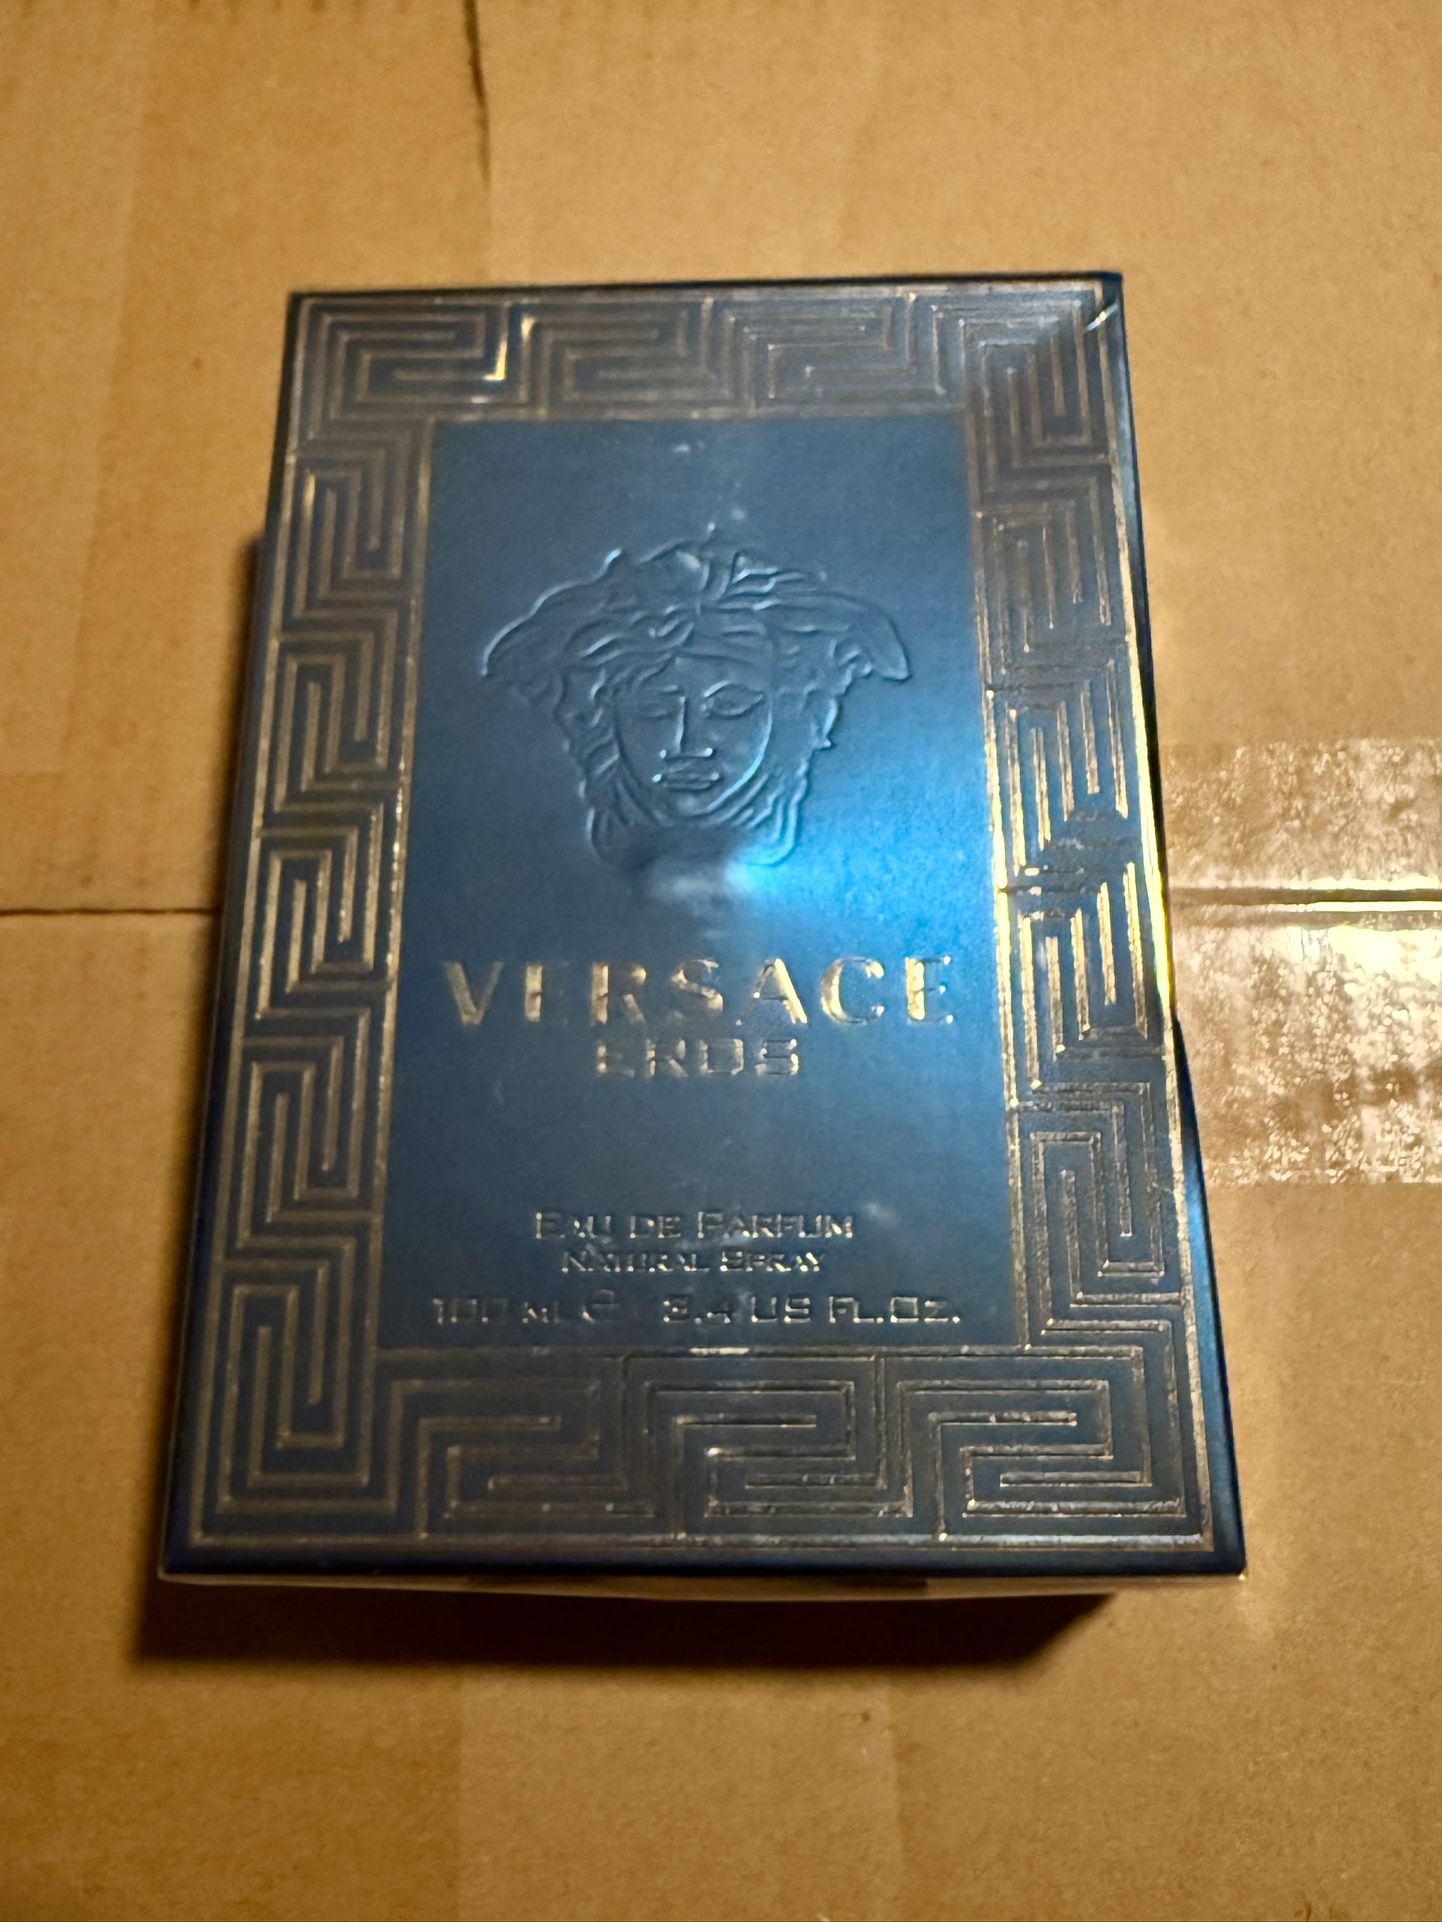 VERSACE
EROS
EAU DE PARFUM
NATURAL SPRAY
100 ML ℮ 3.4 US FL.OZ.